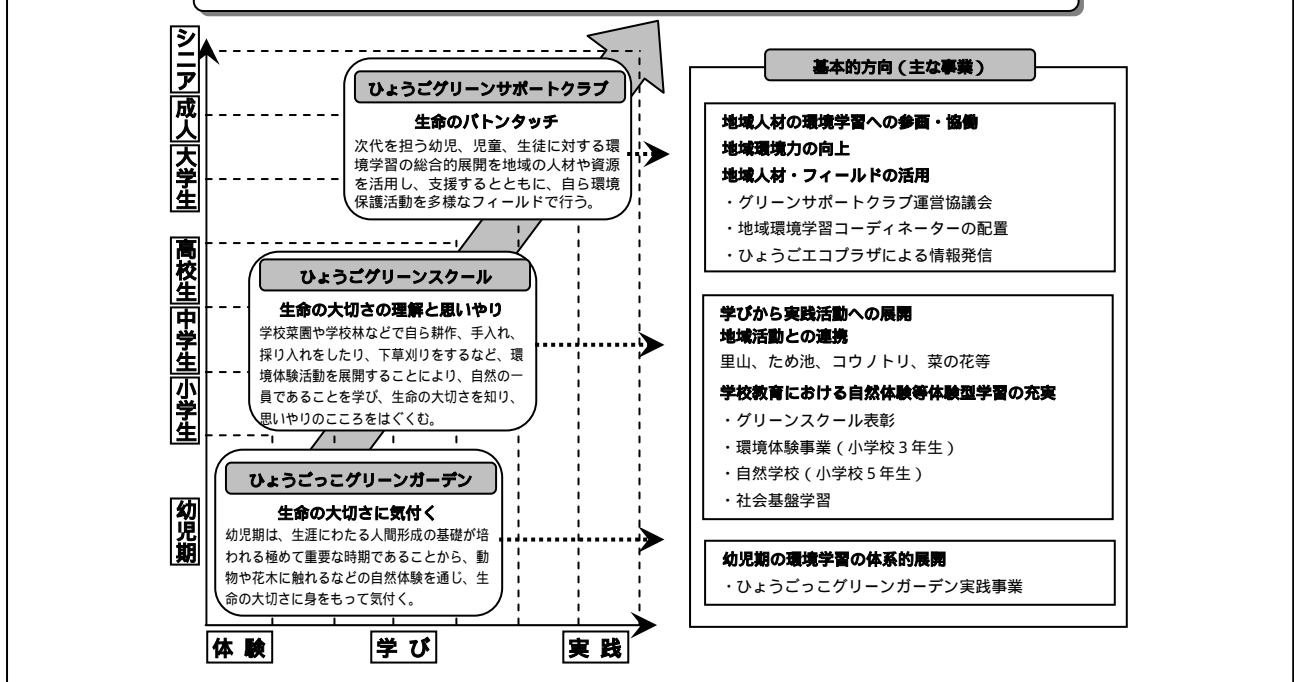 シニア
成人
大学生
高校生
中学生
小学生
幼児期
ひょうごグリーンサポートクラブ
生命のバトンタッチ
次代を担う幼児、児童、生徒に対する環
境学習の総合的展開を地域の人材や資源
を活用し、支援するとともに、自ら環境
保護活動を多様なフィールドで行う。
ひょうごグリーンスクール
生命の大切さの理解と思いやり
学校菜園や学校林などで自ら耕作、手入れ、
採り入れをしたり、下草刈りをするなど、環
境体験活動を展開することにより、自然の一
員であることを学び、生命の大切さを知り、
思いやりのこころをはぐくむ。
ひょうごっこグリーンガーデン
生命の大切さに気付く
幼児期は、生涯にわたる人間形成の基礎が培
われる極めて重要な時期であることから、動
物や花木に触れるなどの自然体験を通じ、生
命の大切さに身をもって気付く。
体 験
学 び
実 践
基本的方向(主な事業)
地域人材の環境学習への参画・協働
地域環境力の向上
地域人材・フィールドの活用
・グリーンサポートクラブ運営協議会
・地域環境学習コーディネーターの配置
・ひょうごエコプラザによる情報発信
学びから実践活動への展開
地域活動との連携
里山、ため池、コウノトリ、菜の花等
学校教育における自然体験等体験型学習の充実
・グリーンスクール表彰
・環境体験事業(小学校3年生)
・自然学校(小学校5年生)
・社会基盤学習
幼児期の環境学習の体系的展開
・ひょうごっこグリーンガーデン実践事業